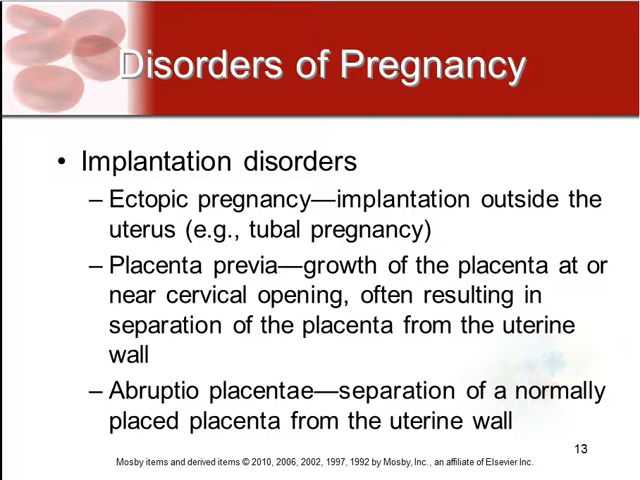 Disorders of Pregnancy
• Implantation disorders
– Ectopic pregnancy—implantation outside the
uterus (e.g., tubal pregnancy)
– Placenta previa—growth of the placenta at or
near cervical opening, often resulting in
separation of the placenta from the uterine
wall
– Abruptio placentae—separation of a normally
placed placenta from the uterine wall
13
Mosby items and derived items © 2010, 2006, 2002, 1997, 1992 by Mosby, Inc., an affiliate of Elsevier Inc.